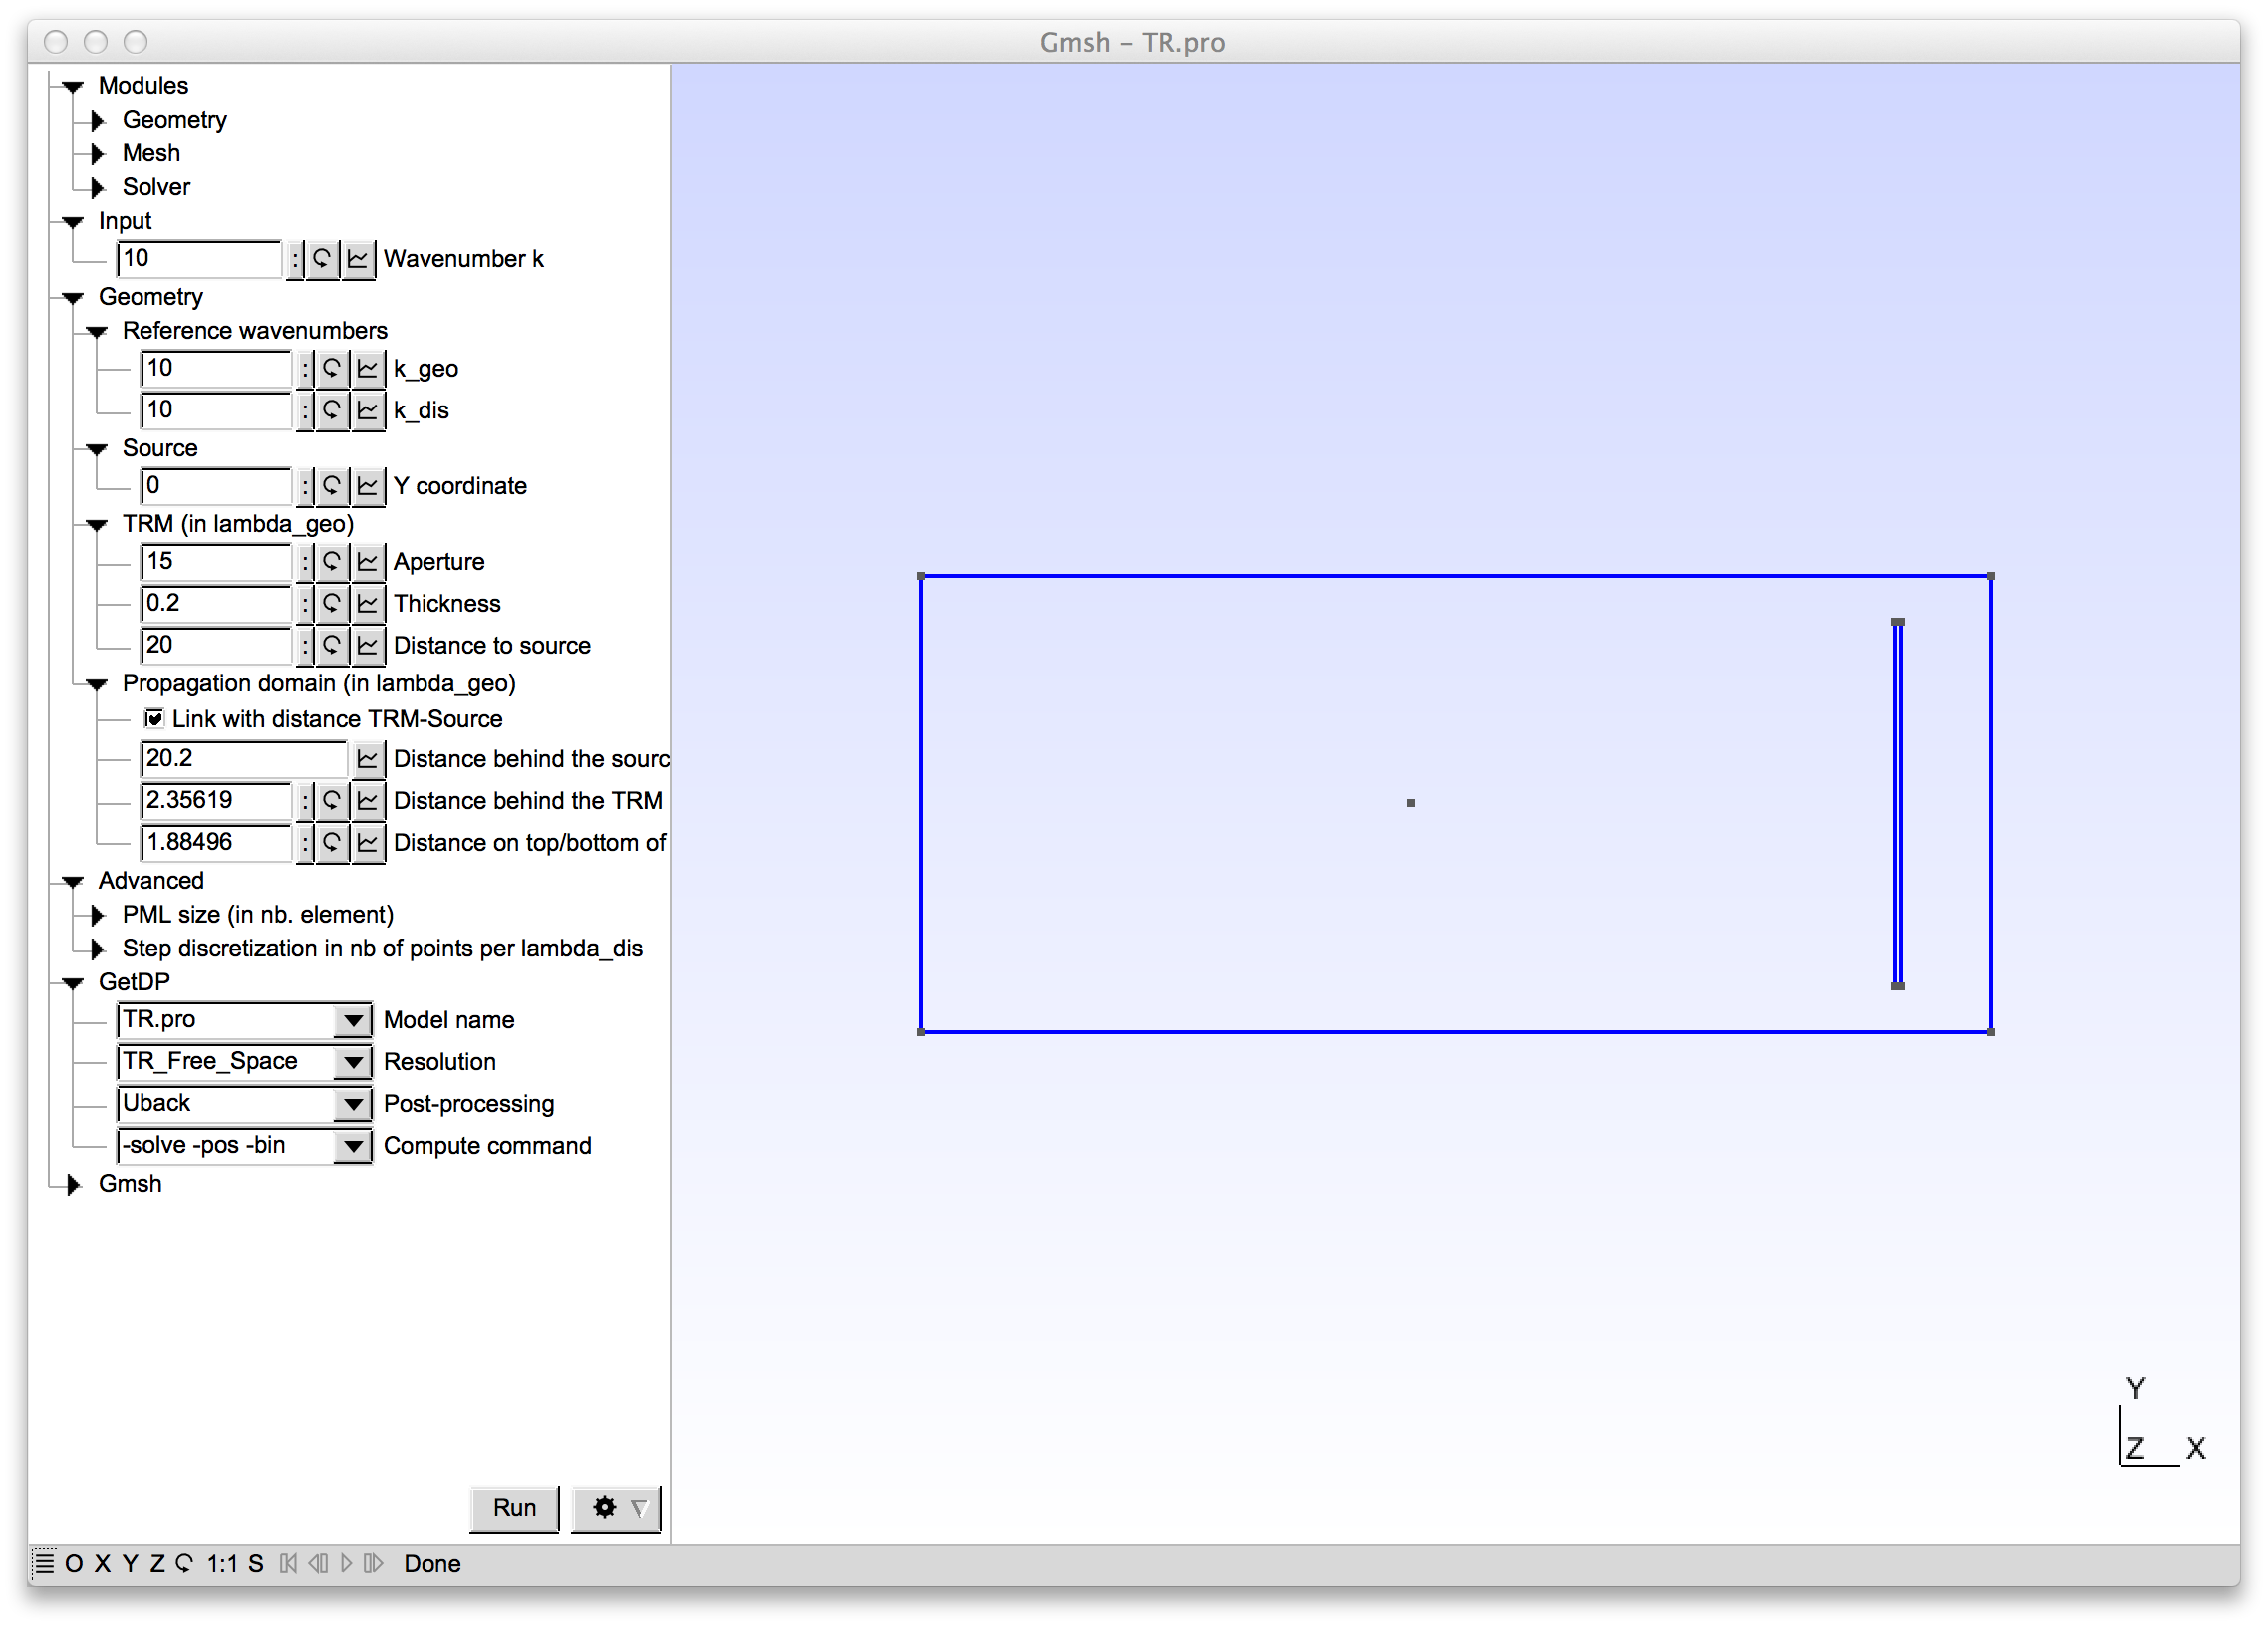 Gmsh – TR.pro
Modules
Geometry
Mesh
Solver
Input
10 : Wavenumber k
Geometry
Reference wavenumbers
10 : k_geo
10 : k_dis
Source
0 : Y coordinate
TRM (in lambda_geo)
15 : Aperture
0.2 : Thickness
20 : Distance to source
Propagation domain (in lambda_geo)
Link with distance TRM-Source
20.2 Distance behind the sourc
2.35619 : Distance behind the TRM
1.88496 : Distance on top/bottom of
Advanced
PML size (in nb. element)
Step discretization in nb of points per lambda_dis
GetDP
TR.pro Model name
TR_Free_Space Resolution
Uback Post-processing
-solve -pos -bin Compute command
Gmsh
Y
Z X
Run
O X Y Z 1:1 S Done